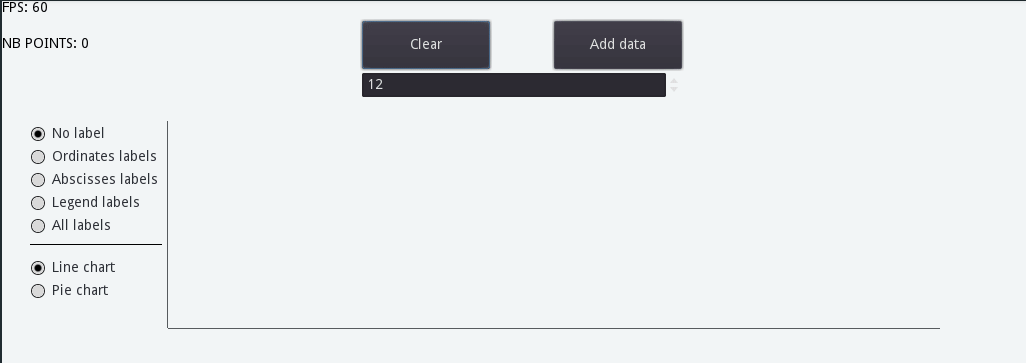 FPS: 60
NB POINTS: 0
Clear
Add data
12
No label
Ordinates labels
Abscisses labels
Legend labels
All labels
Line chart
Pie chart